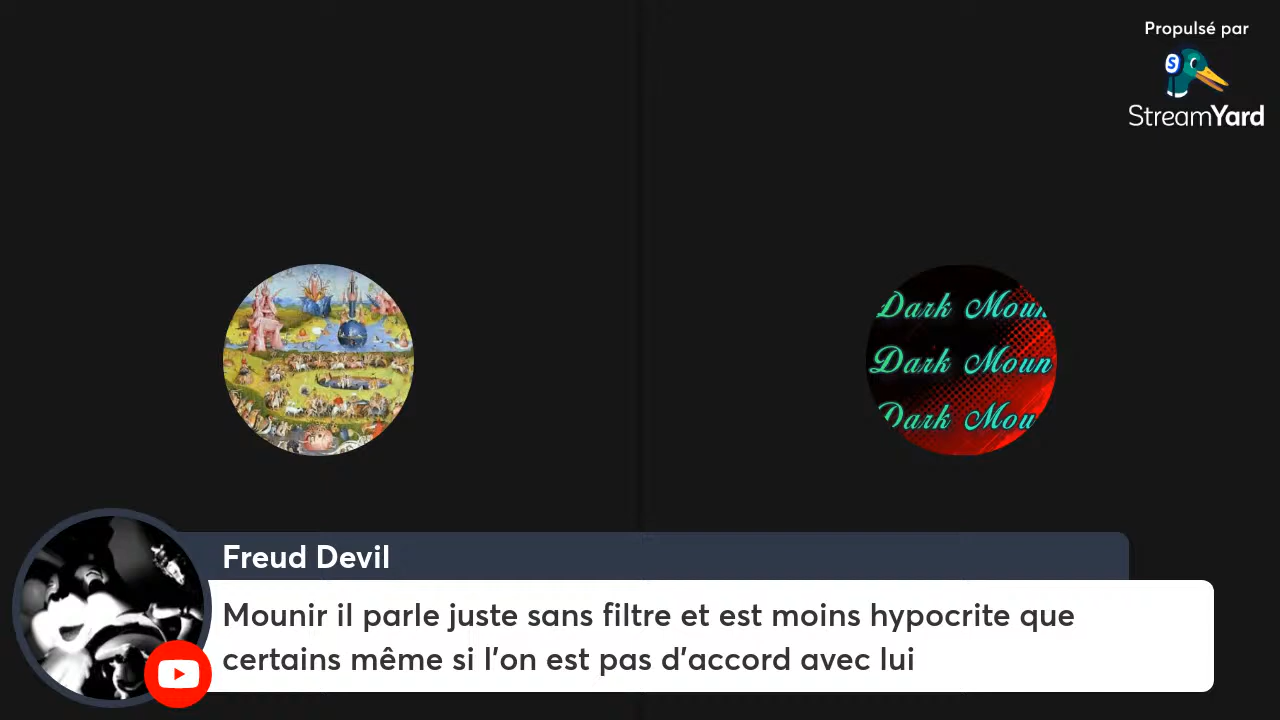 Propulsé par
S
StreamYard
Dark Moun
Dark Moun
Dark Mou
Freud Devil
Mounir il parle juste sans filtre et est moins hypocrite que
certains même si l'on est pas d'accord avec lui